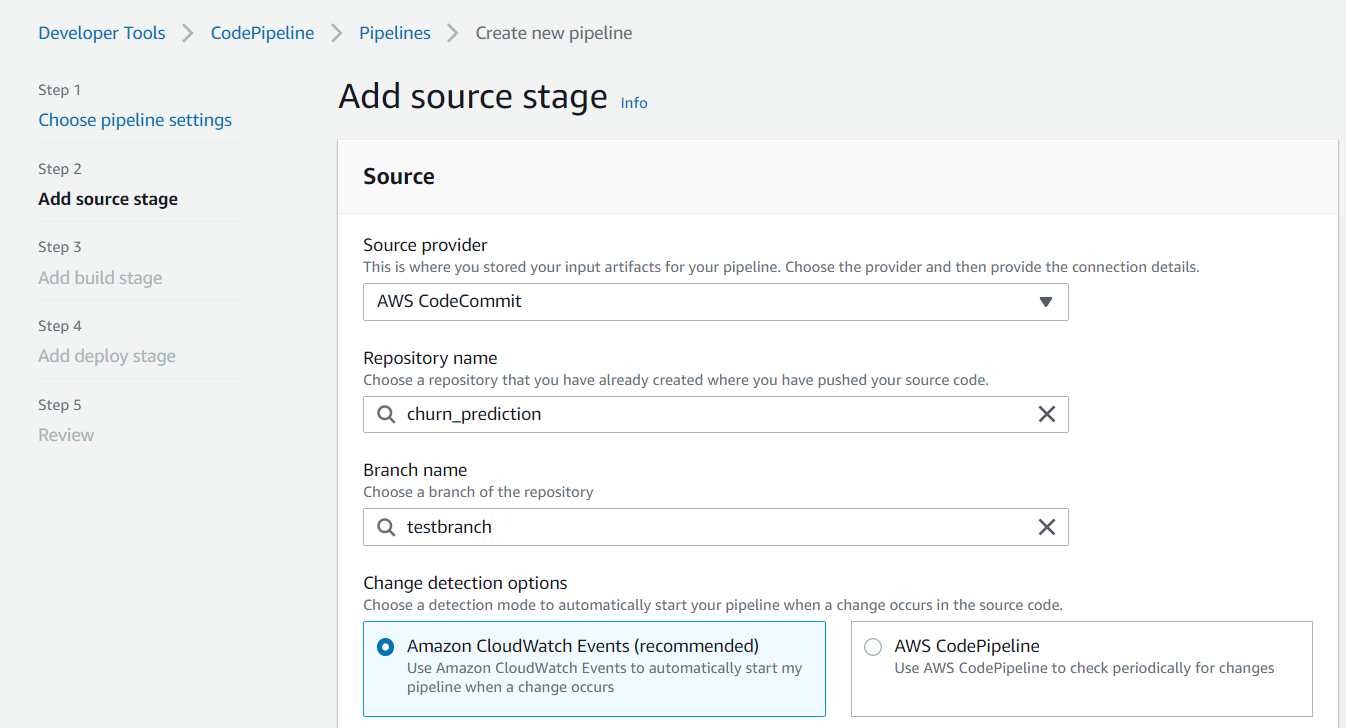 Developer Tools > CodePipeline > Pipelines > Create new pipeline
Step 1
Choose pipeline settings
Step 2
Add source stage
Step 3
Add build stage
Step 4
Add deploy stage
Step 5
Review
Add source stage Info
Source
Source provider
This is where you stored your input artifacts for your pipeline. Choose the provider and then provide the connection details.
AWS CodeCommit
Repository name
Choose a repository that you have already created where you have pushed your source code.
churn_prediction
Branch name
Choose a branch of the repository
testbranch
Change detection options
Choose a detection mode to automatically start your pipeline when a change occurs in the source code.
Amazon CloudWatch Events (recommended)
Use Amazon CloudWatch Events to automatically start my
pipeline when a change occurs
AWS CodePipeline
Use AWS CodePipeline to check periodically for changes